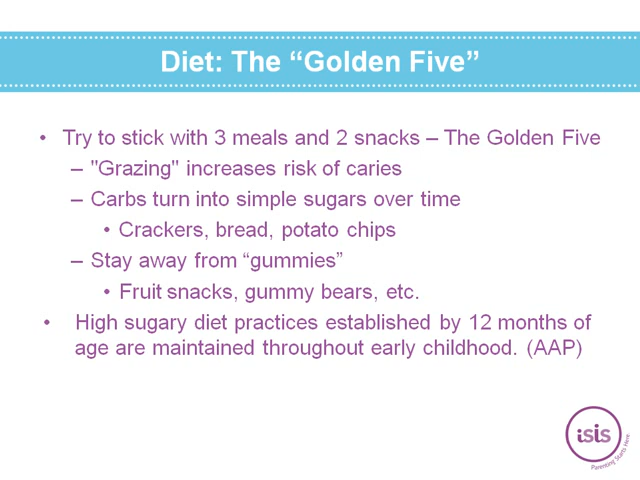 Diet: The “Golden Five”
• Try to stick with 3 meals and 2 snacks – The Golden Five
– "Grazing" increases risk of caries
– Carbs turn into simple sugars over time
• Crackers, bread, potato chips
– Stay away from “gummies”
• Fruit snacks, gummy bears, etc.
• High sugary diet practices established by 12 months of
age are maintained throughout early childhood. (AAP)
isis
Parenting Starts Here